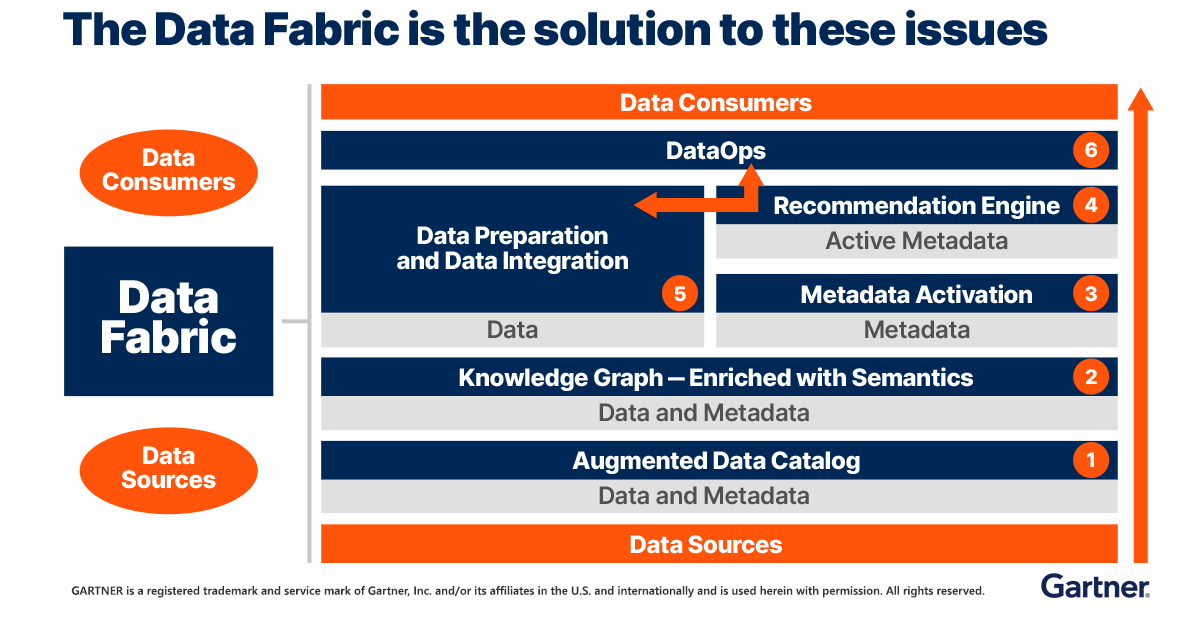 The Data Fabric is the solution to these issues
Data
Consumers
Data
Fabric
Data
Sources
Data Consumers
DataOps
6
Data Preparation
and Data Integration
5
Data
Recommendation Engine
4
Active Metadata
Metadata Activation
3
Metadata
Knowledge Graph – Enriched with Semantics
2
Data and Metadata
Augmented Data Catalog
1
Data and Metadata
Data Sources
GARTNER is a registered trademark and service mark of Gartner, Inc. and/or its affiliates in the U.S. and internationally and is used herein with permission. All rights reserved.
Gartner®